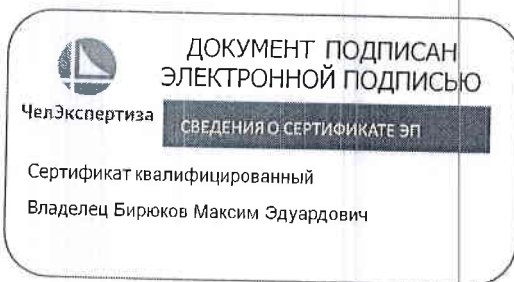 ДОКУМЕНТ ПОДПИСАН
ЭЛЕКТРОННОЙ ПОДПИСЬЮ
ЧелЭкспертиза
СВЕДЕНИЯ О СЕРТИФИКАТЕ ЭП
Сертификат квалифицированный
Владелец Бирюков Максим Эдуардович